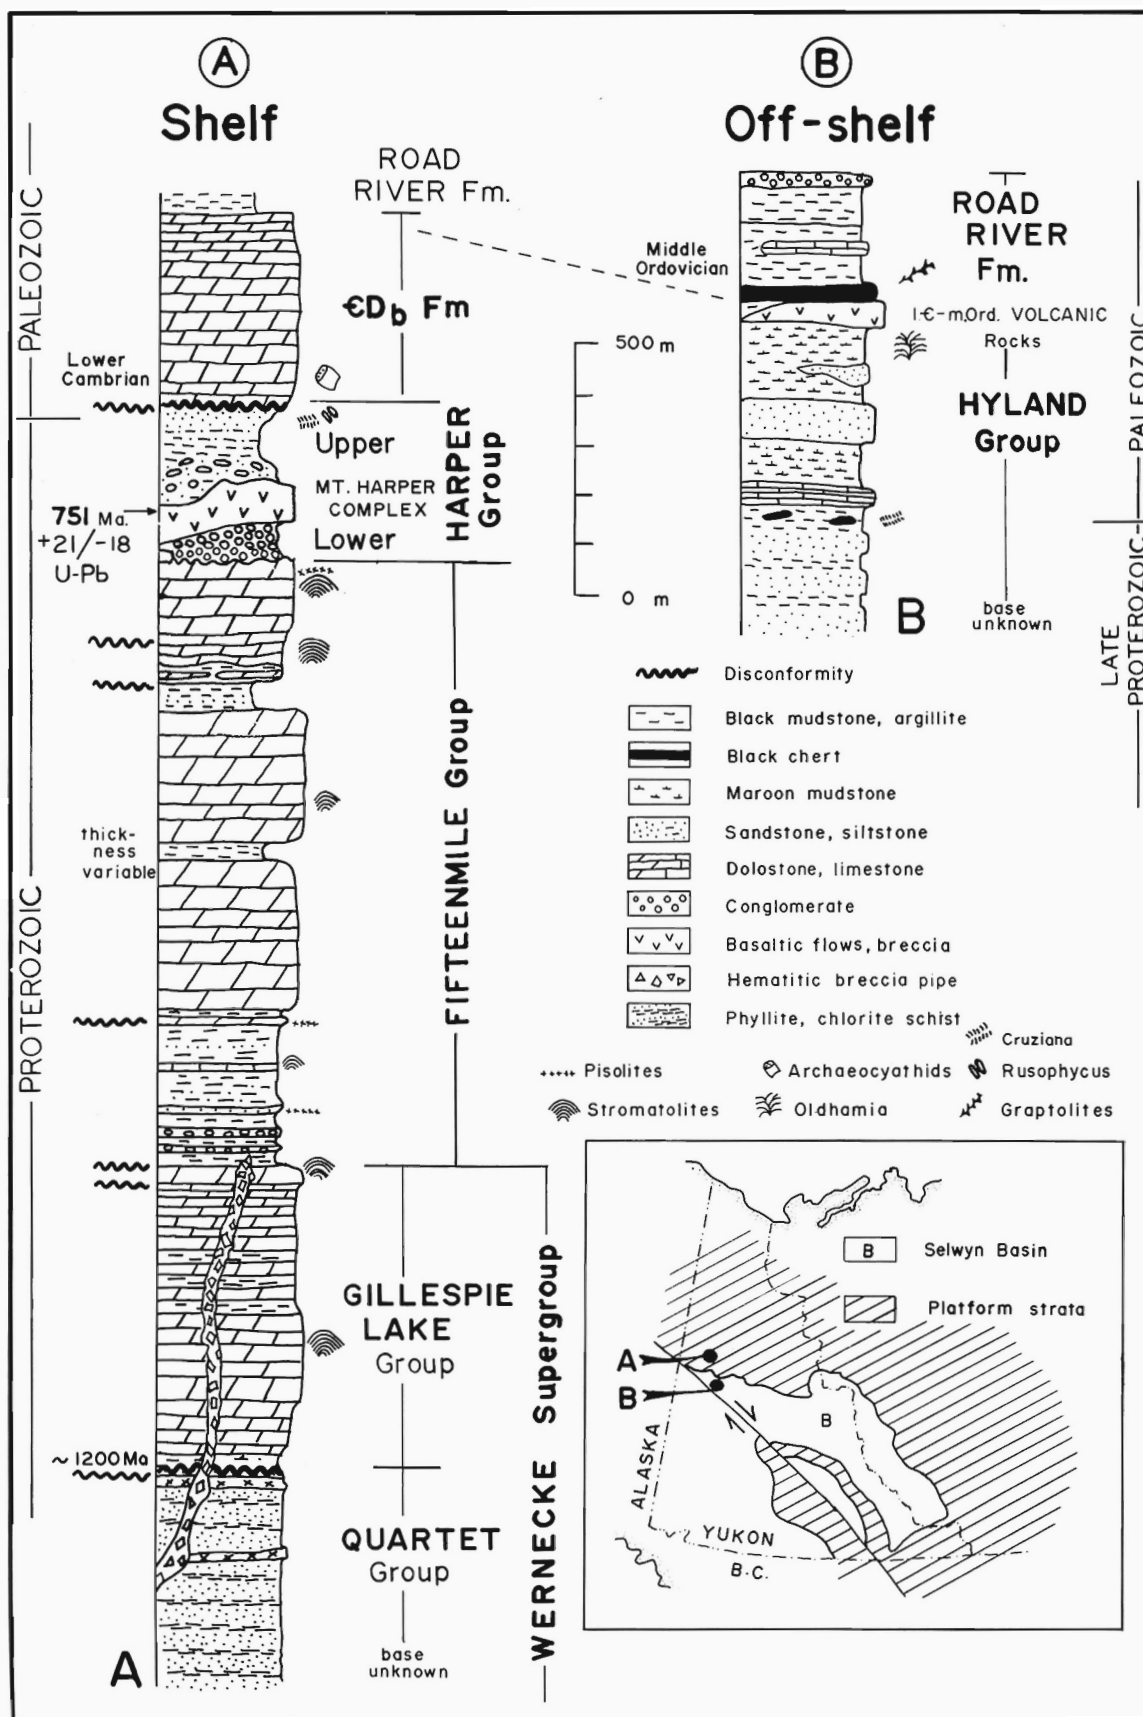 A
Shelf
PALEOZOIC
PROTEROZOIC
ROAD
RIVER Fm.
ЄDb Fm
Lower
Cambrian
Upper
MT. HARPER
COMPLEX
Lower
HARPER
Group
751 Ma.
+21/-18
U-Pb
thick-
ness
variable
FIFTEENMILE Group
GILLESPIE
LAKE
Group
~1200 Ma
QUARTET
Group
base
unknown
WERNECKE Supergroup
A
B
Off-shelf
Middle
Ordovician
ROAD
RIVER
Fm.
l.Є-m.Ord. VOLCANIC
Rocks
HYLAND
Group
base
unknown
PALEOZOIC
LATE
PROTEROZOIC
500 m
0 m
B
Disconformity
Black mudstone, argillite
Black chert
Maroon mudstone
Sandstone, siltstone
Dolostone, limestone
Conglomerate
Basaltic flows, breccia
Hematitic breccia pipe
Phyllite, chlorite schist
Cruziana
Pisolites
Archaeocyathids
Rusophycus
Stromatolites
Oldhamia
Graptolites
B
Selwyn Basin
Platform strata
A
B
B
ALASKA
YUKON
B.C.